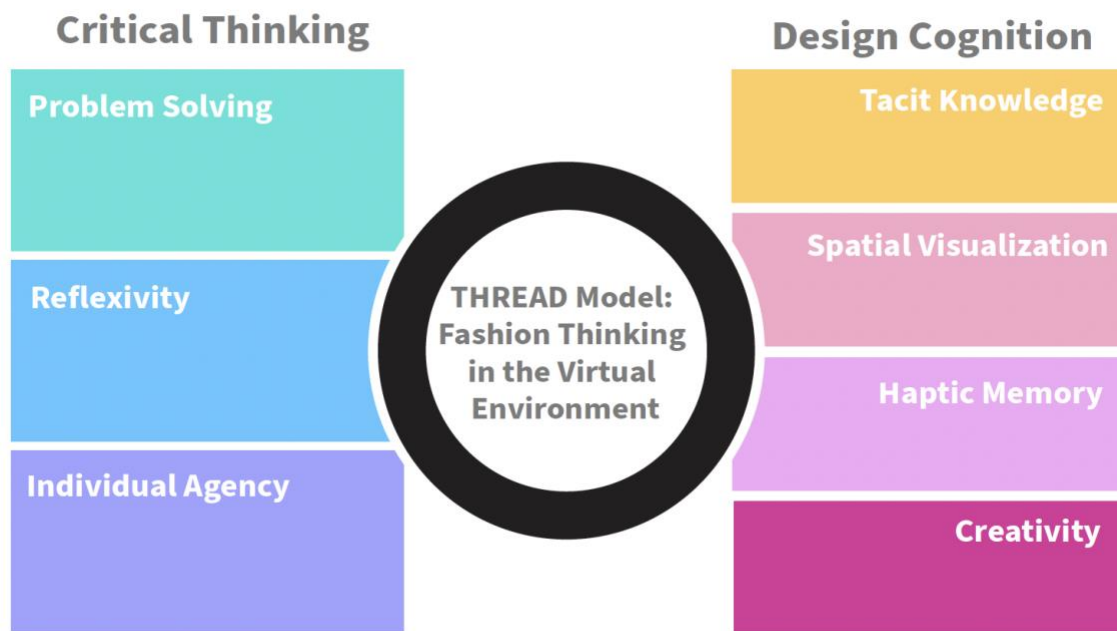 Critical Thinking
Problem Solving
Reflexivity
Individual Agency
THREAD Model:
Fashion Thinking
in the Virtual
Environment
Design Cognition
Tacit Knowledge
Spatial Visualization
Haptic Memory
Creativity